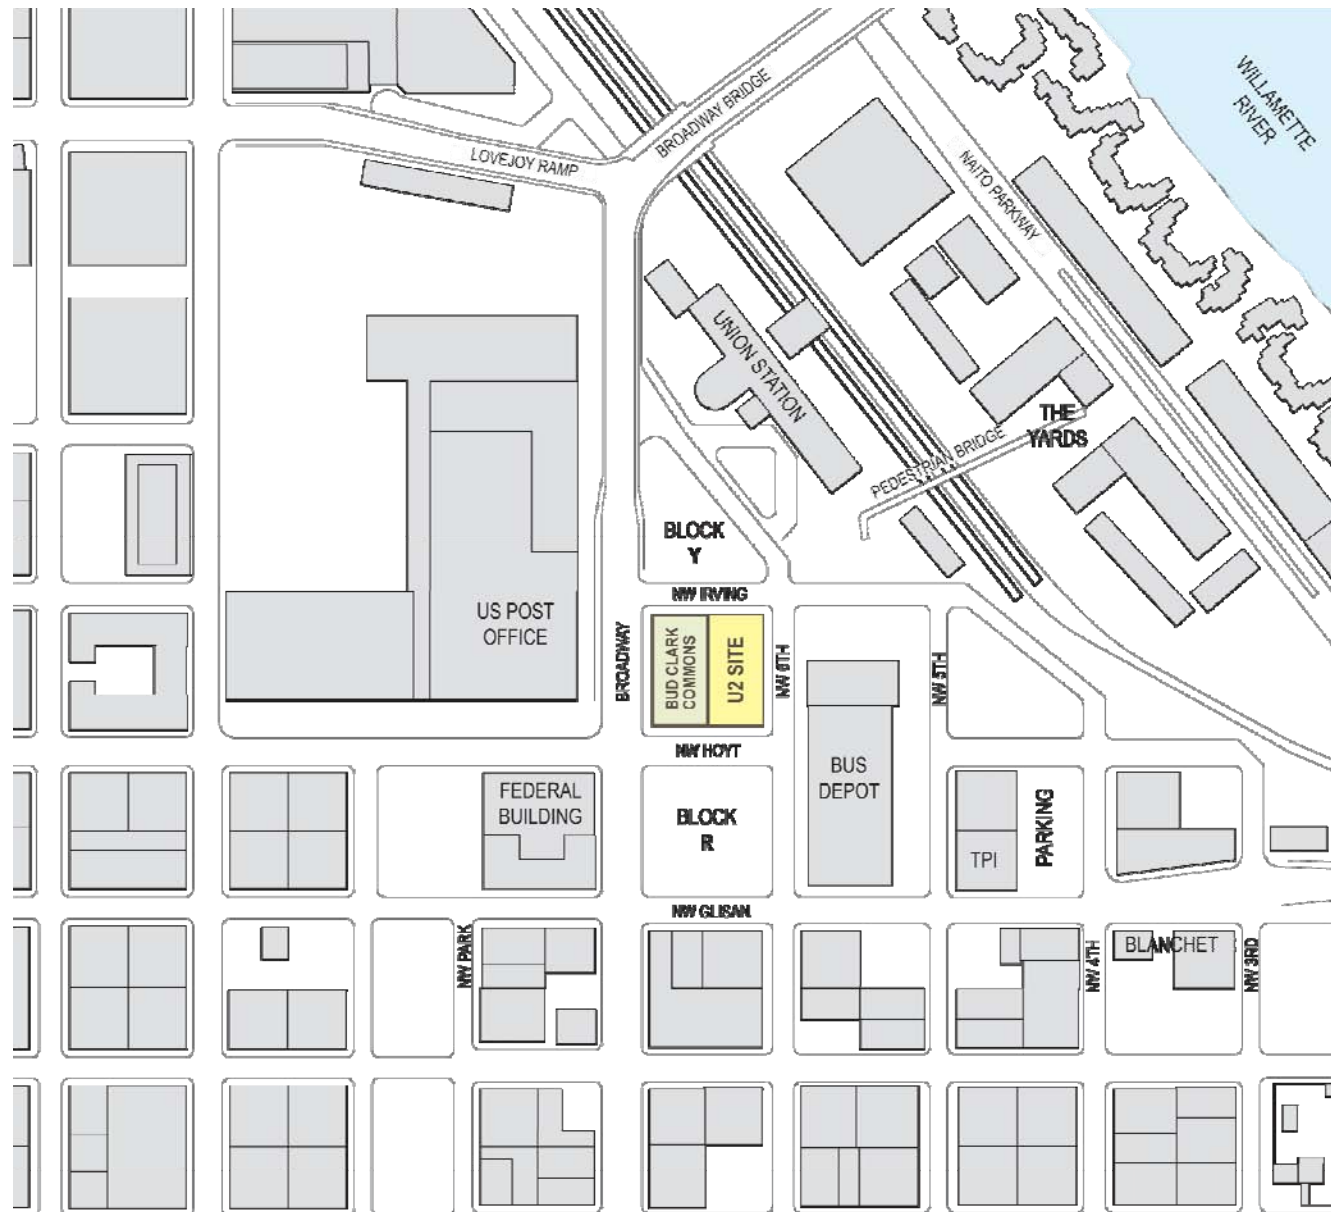 WILLAMETTE
RIVER
BROADWAY BRIDGE
LOVEJOY RAMP
NAITO PARKWAY
UNION STATION
THE
YARDS
PEDESTRIAN BRIDGE
BLOCK
Y
NW IRVING
US POST
OFFICE
BROADWAY
BUD CLARK
COMMONS
U2 SITE
NW 6TH
NW 5TH
NW HOYT
BUS
DEPOT
FEDERAL
BUILDING
BLOCK
R
TPI
PARKING
NW GLISAN
NW PARK
NW 4TH
BLANCHET
NW 3RD